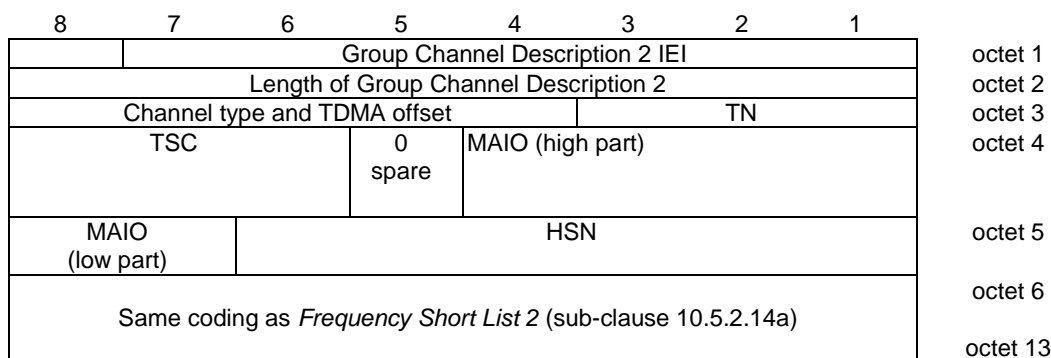 8 7 6 5 4 3 2 1
Group Channel Description 2 IEI octet 1
Length of Group Channel Description 2 octet 2
Channel type and TDMA offset TN octet 3
TSC 0 MAIO (high part) octet 4
spare
MAIO HSN octet 5
(low part)
octet 6
Same coding as Frequency Short List 2 (sub-clause 10.5.2.14a)
octet 13